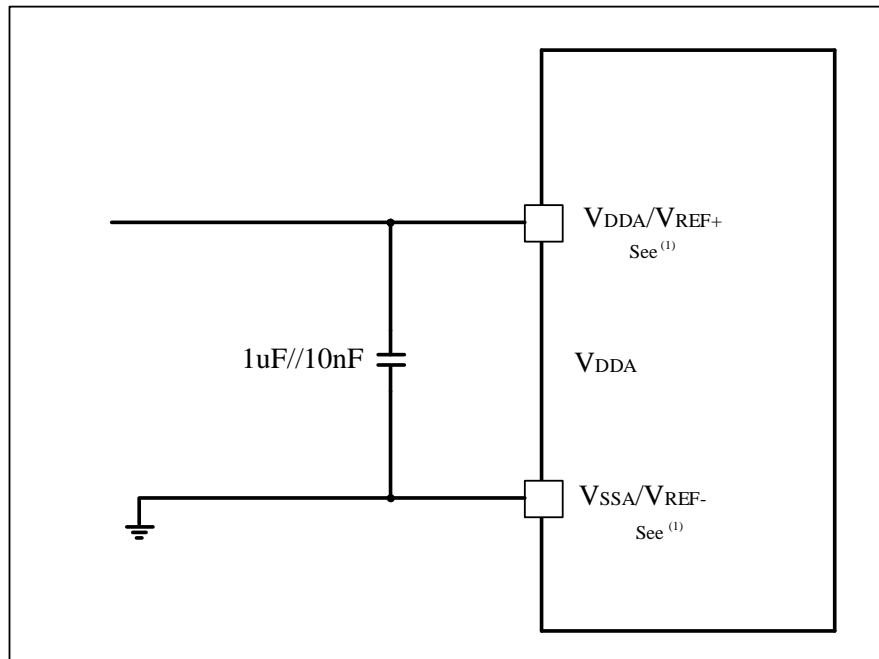 VDDA/VREF+
See (1)
1uF//10nF
VDDA
VSSA/VREF-
See (1)